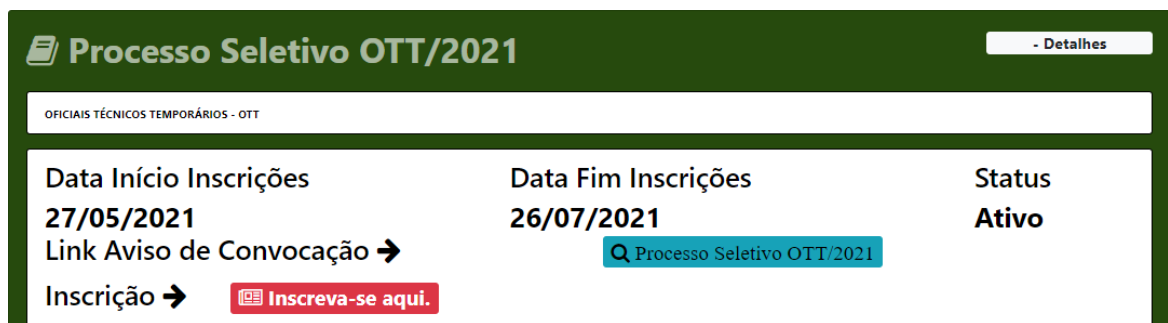 Processo Seletivo OTT/2021
- Detalhes
OFICIAIS TÉCNICOS TEMPORÁRIOS - OTT
Data Início Inscrições
Data Fim Inscrições
Status
27/05/2021
26/07/2021
Ativo
Link Aviso de Convocação ➔
Processo Seletivo OTT/2021
Inscrição ➔
Inscreva-se aqui.